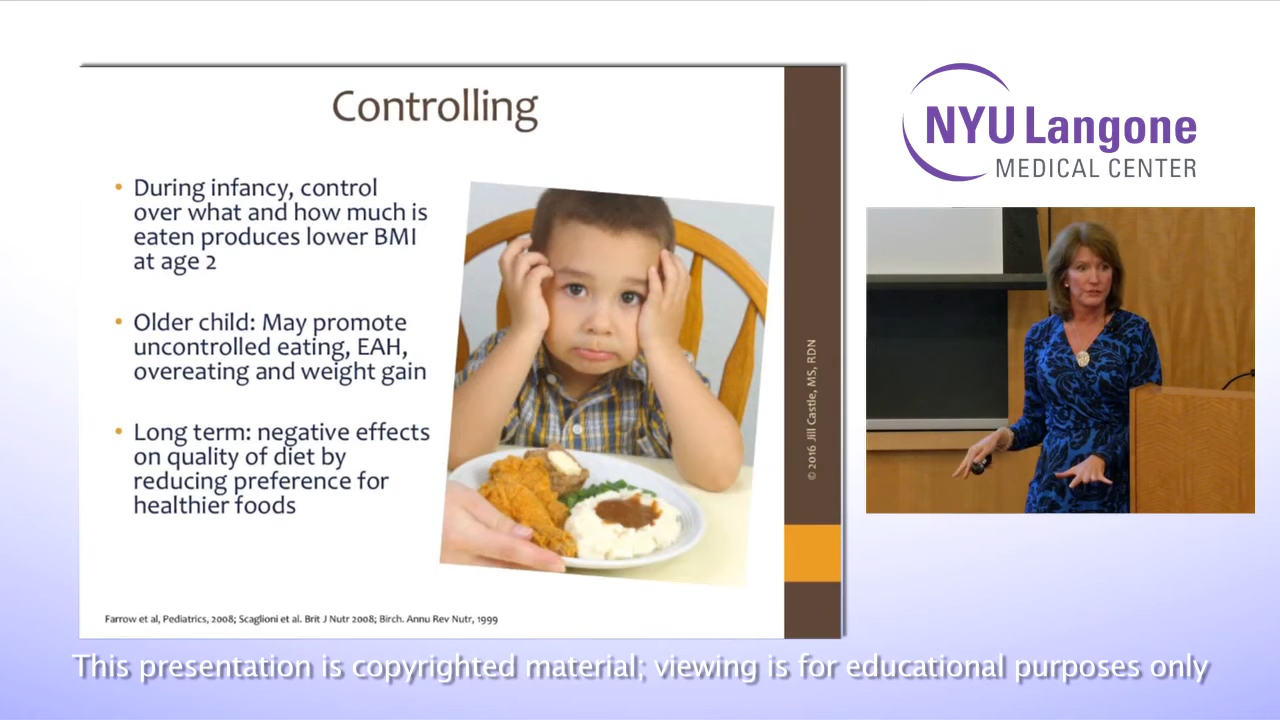 Controlling
• During infancy, control
over what and how much is
eaten produces lower BMI
at age 2
• Older child: May promote
uncontrolled eating, EAH,
overeating and weight gain
• Long term: negative effects
on quality of diet by
reducing preference for
healthier foods
Farrow et al, Pediatrics, 2008; Scaglioni et al. Brit J Nutr 2008; Birch. Annu Rev Nutr, 1999
© 2016 Jill Castle, MS, RDN
NYU Langone
MEDICAL CENTER
This presentation is copyrighted material; viewing is for educational purposes only